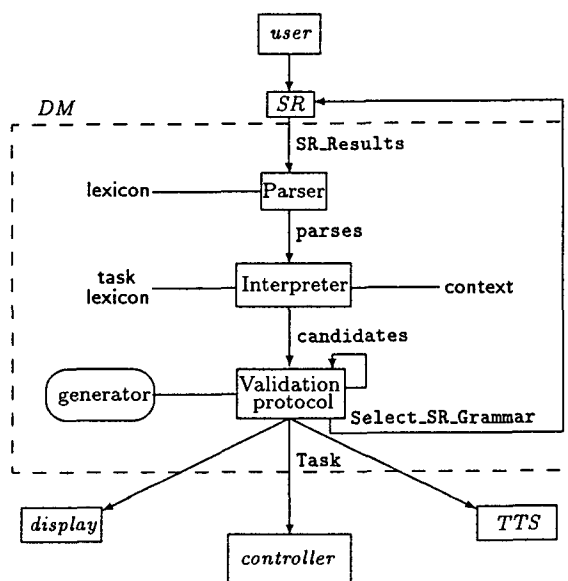 user
DM
SR
SR_Results
lexicon
Parser
parses
task
lexicon
Interpreter
context
candidates
generator
Validation
protocol
Select_SR_Grammar
Task
display
TTS
controller